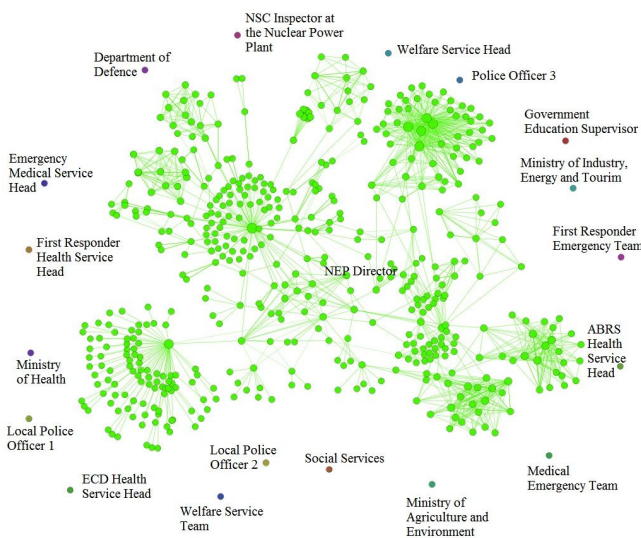 NSC Inspector at
the Nuclear Power
Plant
Welfare Service Head
Department of
Defence
Police Officer 3
Government
Education Supervisor
Emergency
Medical Service
Head
Ministry of Industry,
Energy and Tourim
First Responder
Health Service
Head
First Responder
Emergency Team
NEP Director
Ministry
of Health
ABRS
Health
Service
Head
Local Police
Officer 1
Local Police
Officer 2
Social Services
ECD Health
Service Head
Welfare Service
Team
Ministry of
Agriculture and
Environment
Medical
Emergency Team